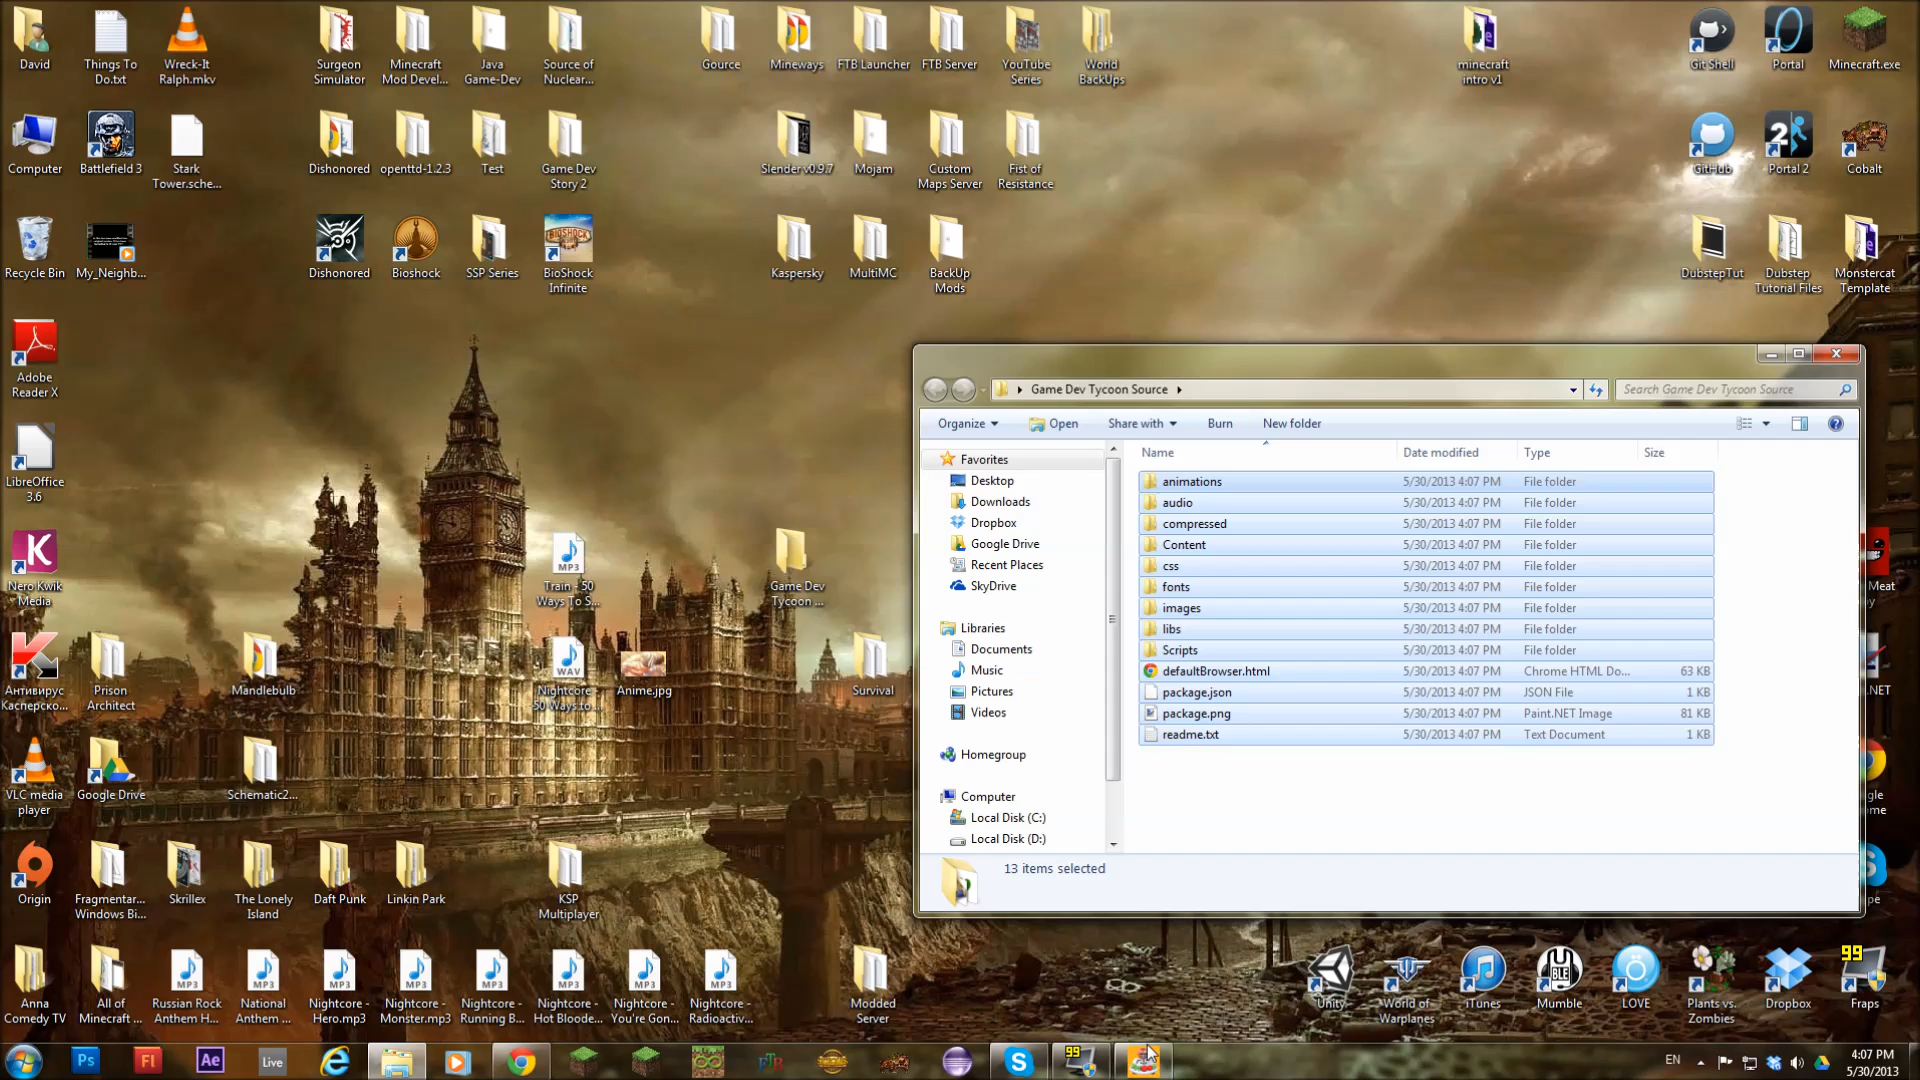 David
Things To
Do.txt
Wreck-It
Ralph.mkv
Surgeon
Simulator
Minecraft
Mod Devel...
Java
Game-Dev
Source of
Nuclear...
Gource
Mineways
FTB Launcher
FTB Server
YouTube
Series
World
BackUps
minecraft
intro v1
Git Shell
Portal
Minecraft.exe
Computer
Battlefield 3
Stark
Tower.sche...
Dishonored
openttd-1.2.3
Test
Game Dev
Story 2
Slender v0.9.7
Mojam
Custom
Maps Server
Fist of
Resistance
GitHub
Portal 2
Cobalt
Recycle Bin
My_Neighb...
Dishonored
Bioshock
SSP Series
BioShock
Infinite
Kaspersky
MultiMC
BackUp
Mods
DubstepTut
Dubstep
Tutorial Files
Monstercat
Template
Adobe
Reader X
LibreOffice
3.6
Nero Kwik
Media
MP3
Train - 50
Ways To S...
Game Dev
Tycoon ...
Антивирус
Касперско...
Prison
Architect
Mandlebulb
WAV
Nightcore
50 Ways to ...
Anime.jpg
Survival
VLC media
player
Google Drive
Schematic2...
Origin
Fragmentar...
Windows Bi...
Skrillex
The Lonely
Island
Daft Punk
Linkin Park
KSP
Multiplayer
Anna
Comedy TV
All of
Minecraft ...
Russian Rock
Anthem H...
National
Anthem ...
Nightcore -
Hero.mp3
Nightcore -
Monster.mp3
Nightcore -
Running B...
Nightcore -
Hot Bloode...
Nightcore -
You're Gon...
Nightcore -
Radioactiv...
Modded
Server
Unity
World of
Warplanes
iTunes
Mumble
LOVE
Plants vs.
Zombies
Dropbox
Fraps
Game Dev Tycoon Source
Search Game Dev Tycoon Source
Organize
Open
Share with
Burn
New folder
Favorites
Desktop
Downloads
Dropbox
Google Drive
Recent Places
SkyDrive
Libraries
Documents
Music
Pictures
Videos
Homegroup
Computer
Local Disk (C:)
Local Disk (D:)
Name Date modified Type Size
animations 5/30/2013 4:07 PM File folder
audio 5/30/2013 4:07 PM File folder
compressed 5/30/2013 4:07 PM File folder
Content 5/30/2013 4:07 PM File folder
css 5/30/2013 4:07 PM File folder
fonts 5/30/2013 4:07 PM File folder
images 5/30/2013 4:07 PM File folder
libs 5/30/2013 4:07 PM File folder
Scripts 5/30/2013 4:07 PM File folder
defaultBrowser.html 5/30/2013 4:07 PM Chrome HTML Do... 63 KB
package.json 5/30/2013 4:07 PM JSON File 1 KB
package.png 5/30/2013 4:07 PM Paint.NET Image 81 KB
readme.txt 5/30/2013 4:07 PM Text Document 1 KB
13 items selected
Meat
.NET
Ps
Fl
Ae
Live
99
EN
4:07 PM
5/30/2013